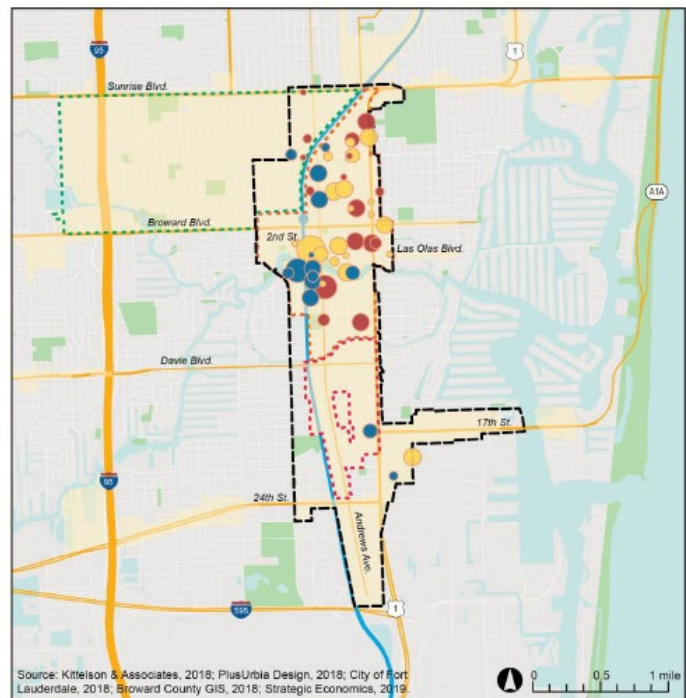 95
1
Sunrise Blvd.
A1A
Broward Blvd.
2nd St.
Las Olas Blvd.
Davie Blvd.
17th St.
95
24th St.
Andrews Ave.
595
1
Source: Kittelson & Associates, 2018; PlusUrbia Design, 2018; City of Fort
Lauderdale, 2018; Broward County GIS, 2018; Strategic Economics, 2019.
0 0.5 1 mile